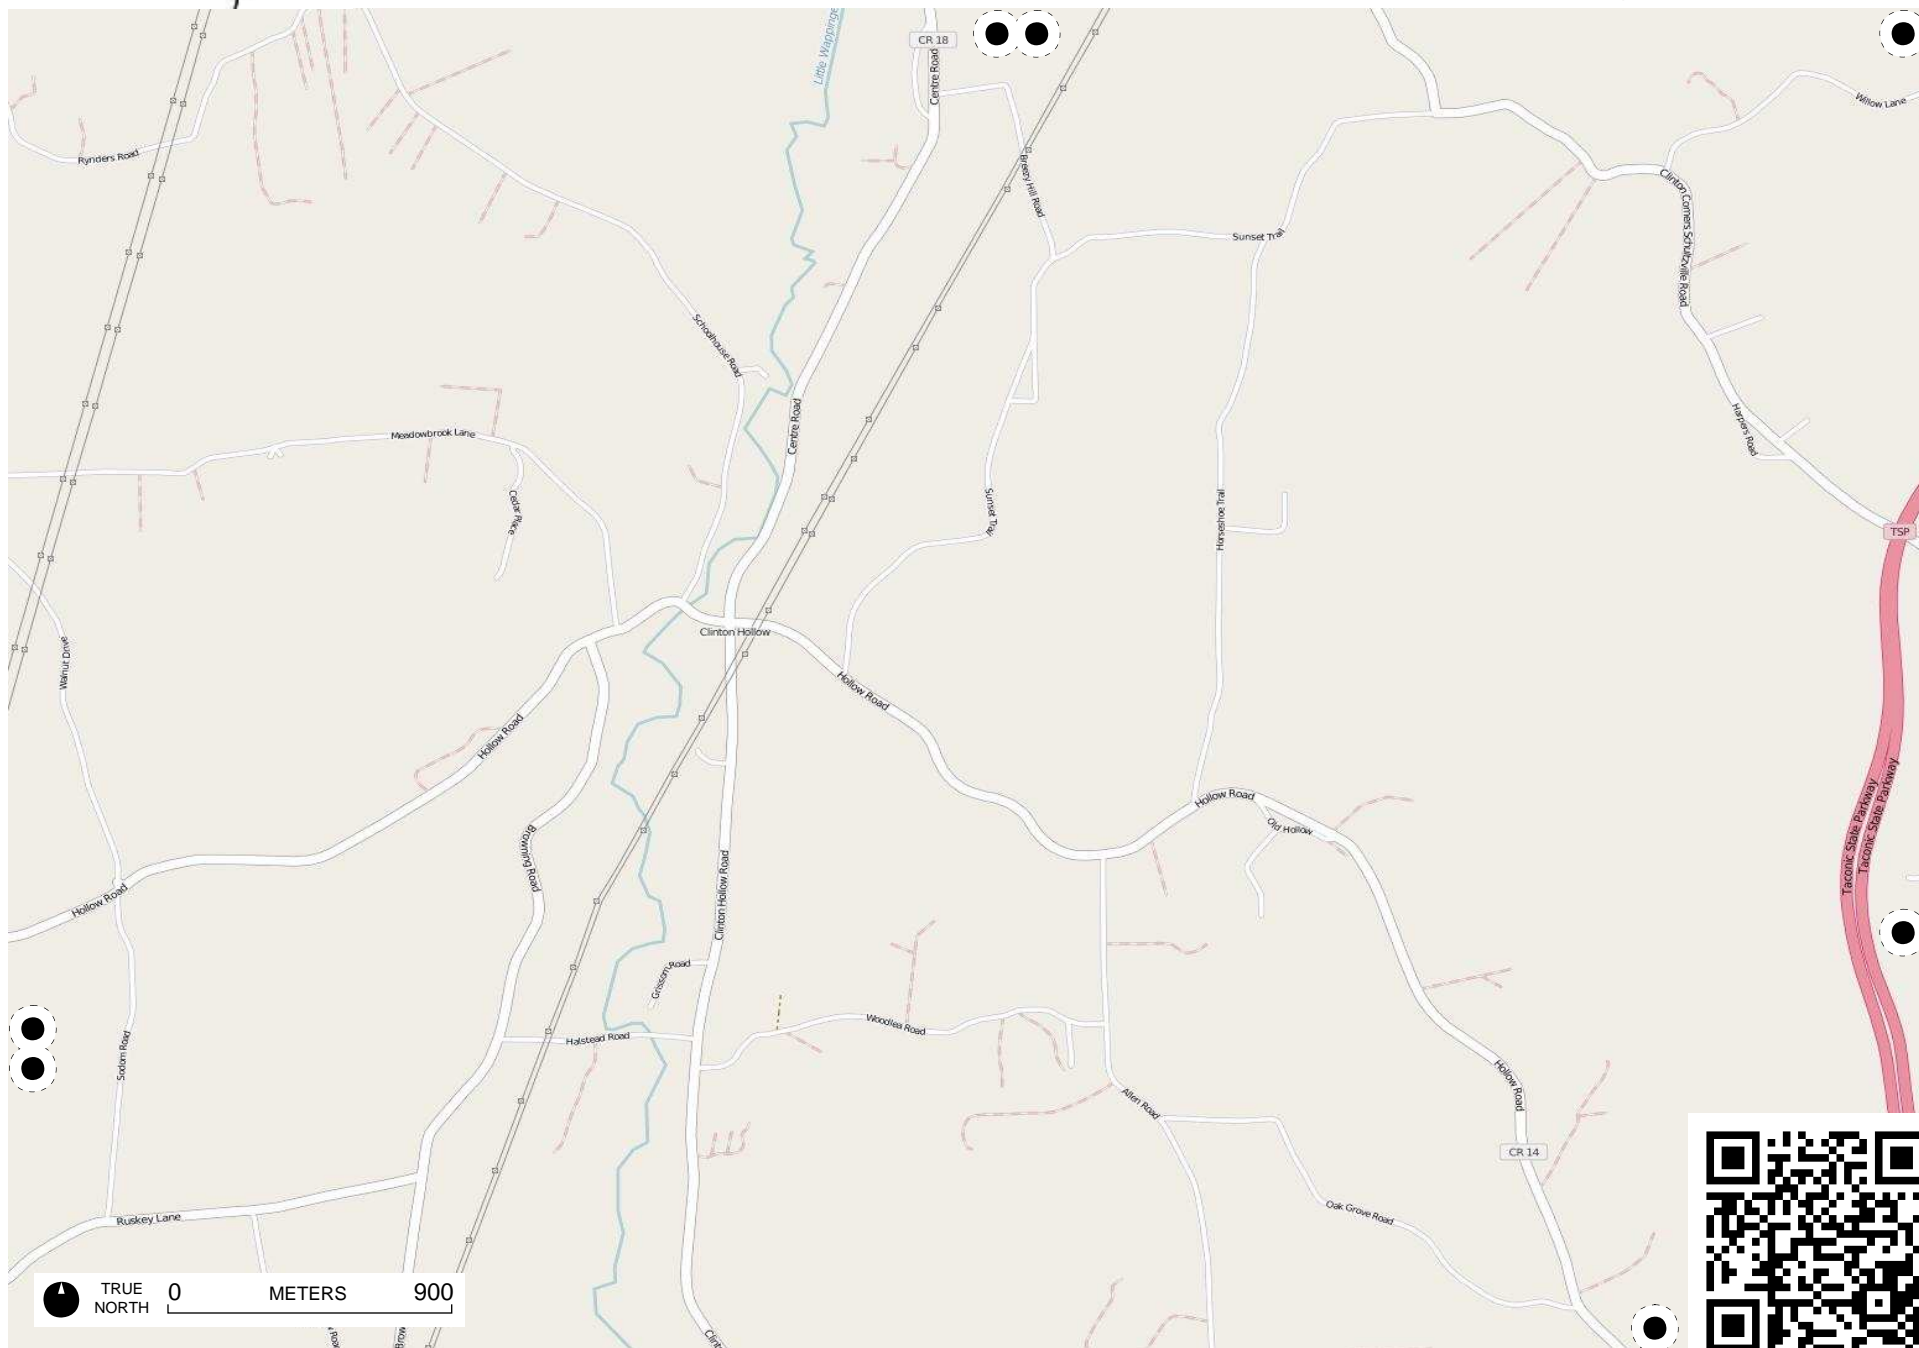 Little Wappinge
CR 18
Centre Road
Willow Lane
Rynders Road
Breezy Hill Road
Clinton Corners Schultzville Road
Sunset Trail
Schoolhouse Road
Centre Road
Meadowbrook Lane
Harpers Road
Cedar Place
Sunset Trail
Horseshoe Trail
TSP
Clinton Hollow
Walnut Drive
Hollow Road
Hollow Road
Hollow Road
Old Hollow
Taconic State Parkway
Taconic State Parkway
Browning Road
Clinton Hollow Road
Hollow Road
Grissom Road
Woodlea Road
Halstead Road
Sodom Road
Hollow Road
Allen Road
CR 14
Oak Grove Road
Ruskey Lane
TRUE NORTH
0 METERS 900
Road
Brow
Clint